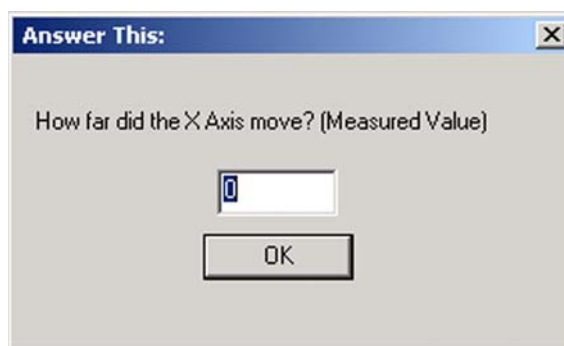 Answer This:
How far did the X Axis move? (Measured Value)
0
OK